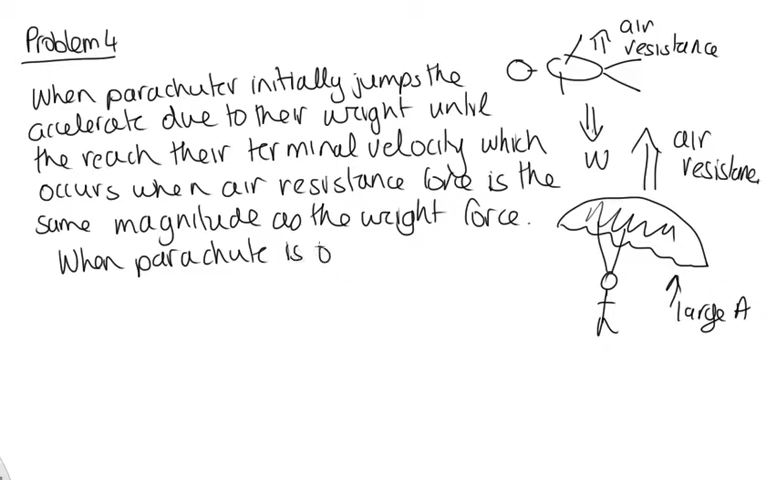 Problem 4
When parachuter initially jumps the
accelerate due to their weight until
the reach their terminal velocity which
occurs when air resistance force is the
same magnitude as the weight force.
When parachute is o
air
resistance
W
air
resistane
large A